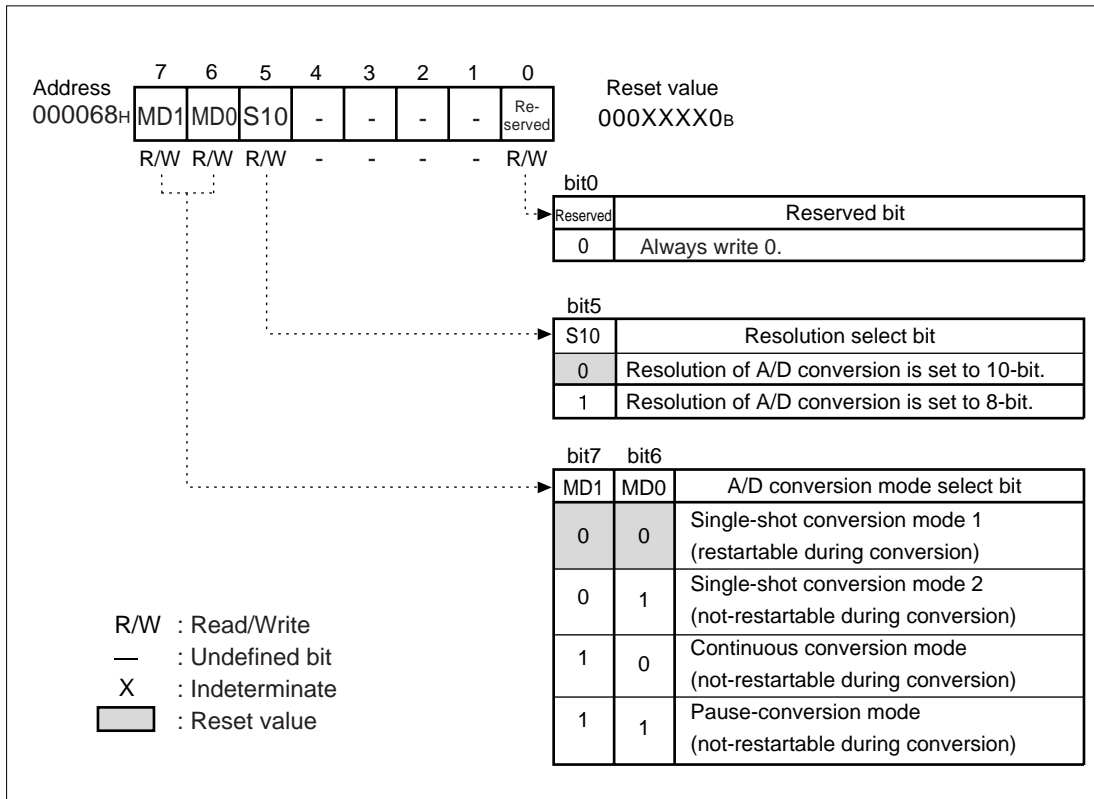 7 6 5 4 3 2 1 0
Address
000068H MD1 MD0 S10 - - - - Re-
served
Reset value
000XXXX0B
R/W R/W R/W - - - - R/W
bit0
Reserved Reserved bit
0 Always write 0.
bit5
S10 Resolution select bit
0 Resolution of A/D conversion is set to 10-bit.
1 Resolution of A/D conversion is set to 8-bit.
bit7 bit6
MD1 MD0 A/D conversion mode select bit
0 0 Single-shot conversion mode 1
(restartable during conversion)
0 1 Single-shot conversion mode 2
(not-restartable during conversion)
1 0 Continuous conversion mode
(not-restartable during conversion)
1 1 Pause-conversion mode
(not-restartable during conversion)
R/W : Read/Write
— : Undefined bit
X : Indeterminate
: Reset value